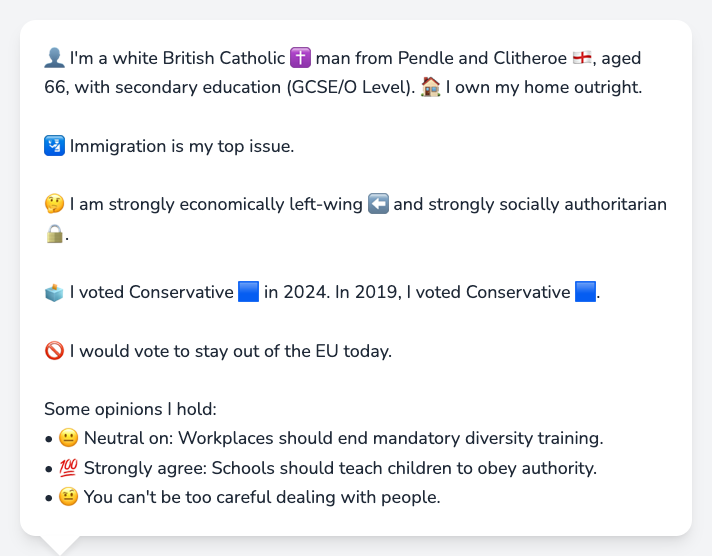 👤 I'm a white British Catholic ✝️ man from Pendle and Clitheroe 🏴󠁧󠁢󠁥󠁮󠁧󠁿, aged
66, with secondary education (GCSE/O Level). 🏠 I own my home outright.
🛂 Immigration is my top issue.
🤔 I am strongly economically left-wing ⬅️ and strongly socially authoritarian
🔒.
🗳️ I voted Conservative 🟦 in 2024. In 2019, I voted Conservative 🟦.
🚫 I would vote to stay out of the EU today.
Some opinions I hold:
• 😐 Neutral on: Workplaces should end mandatory diversity training.
• 💯 Strongly agree: Schools should teach children to obey authority.
• 🤨 You can't be too careful dealing with people.